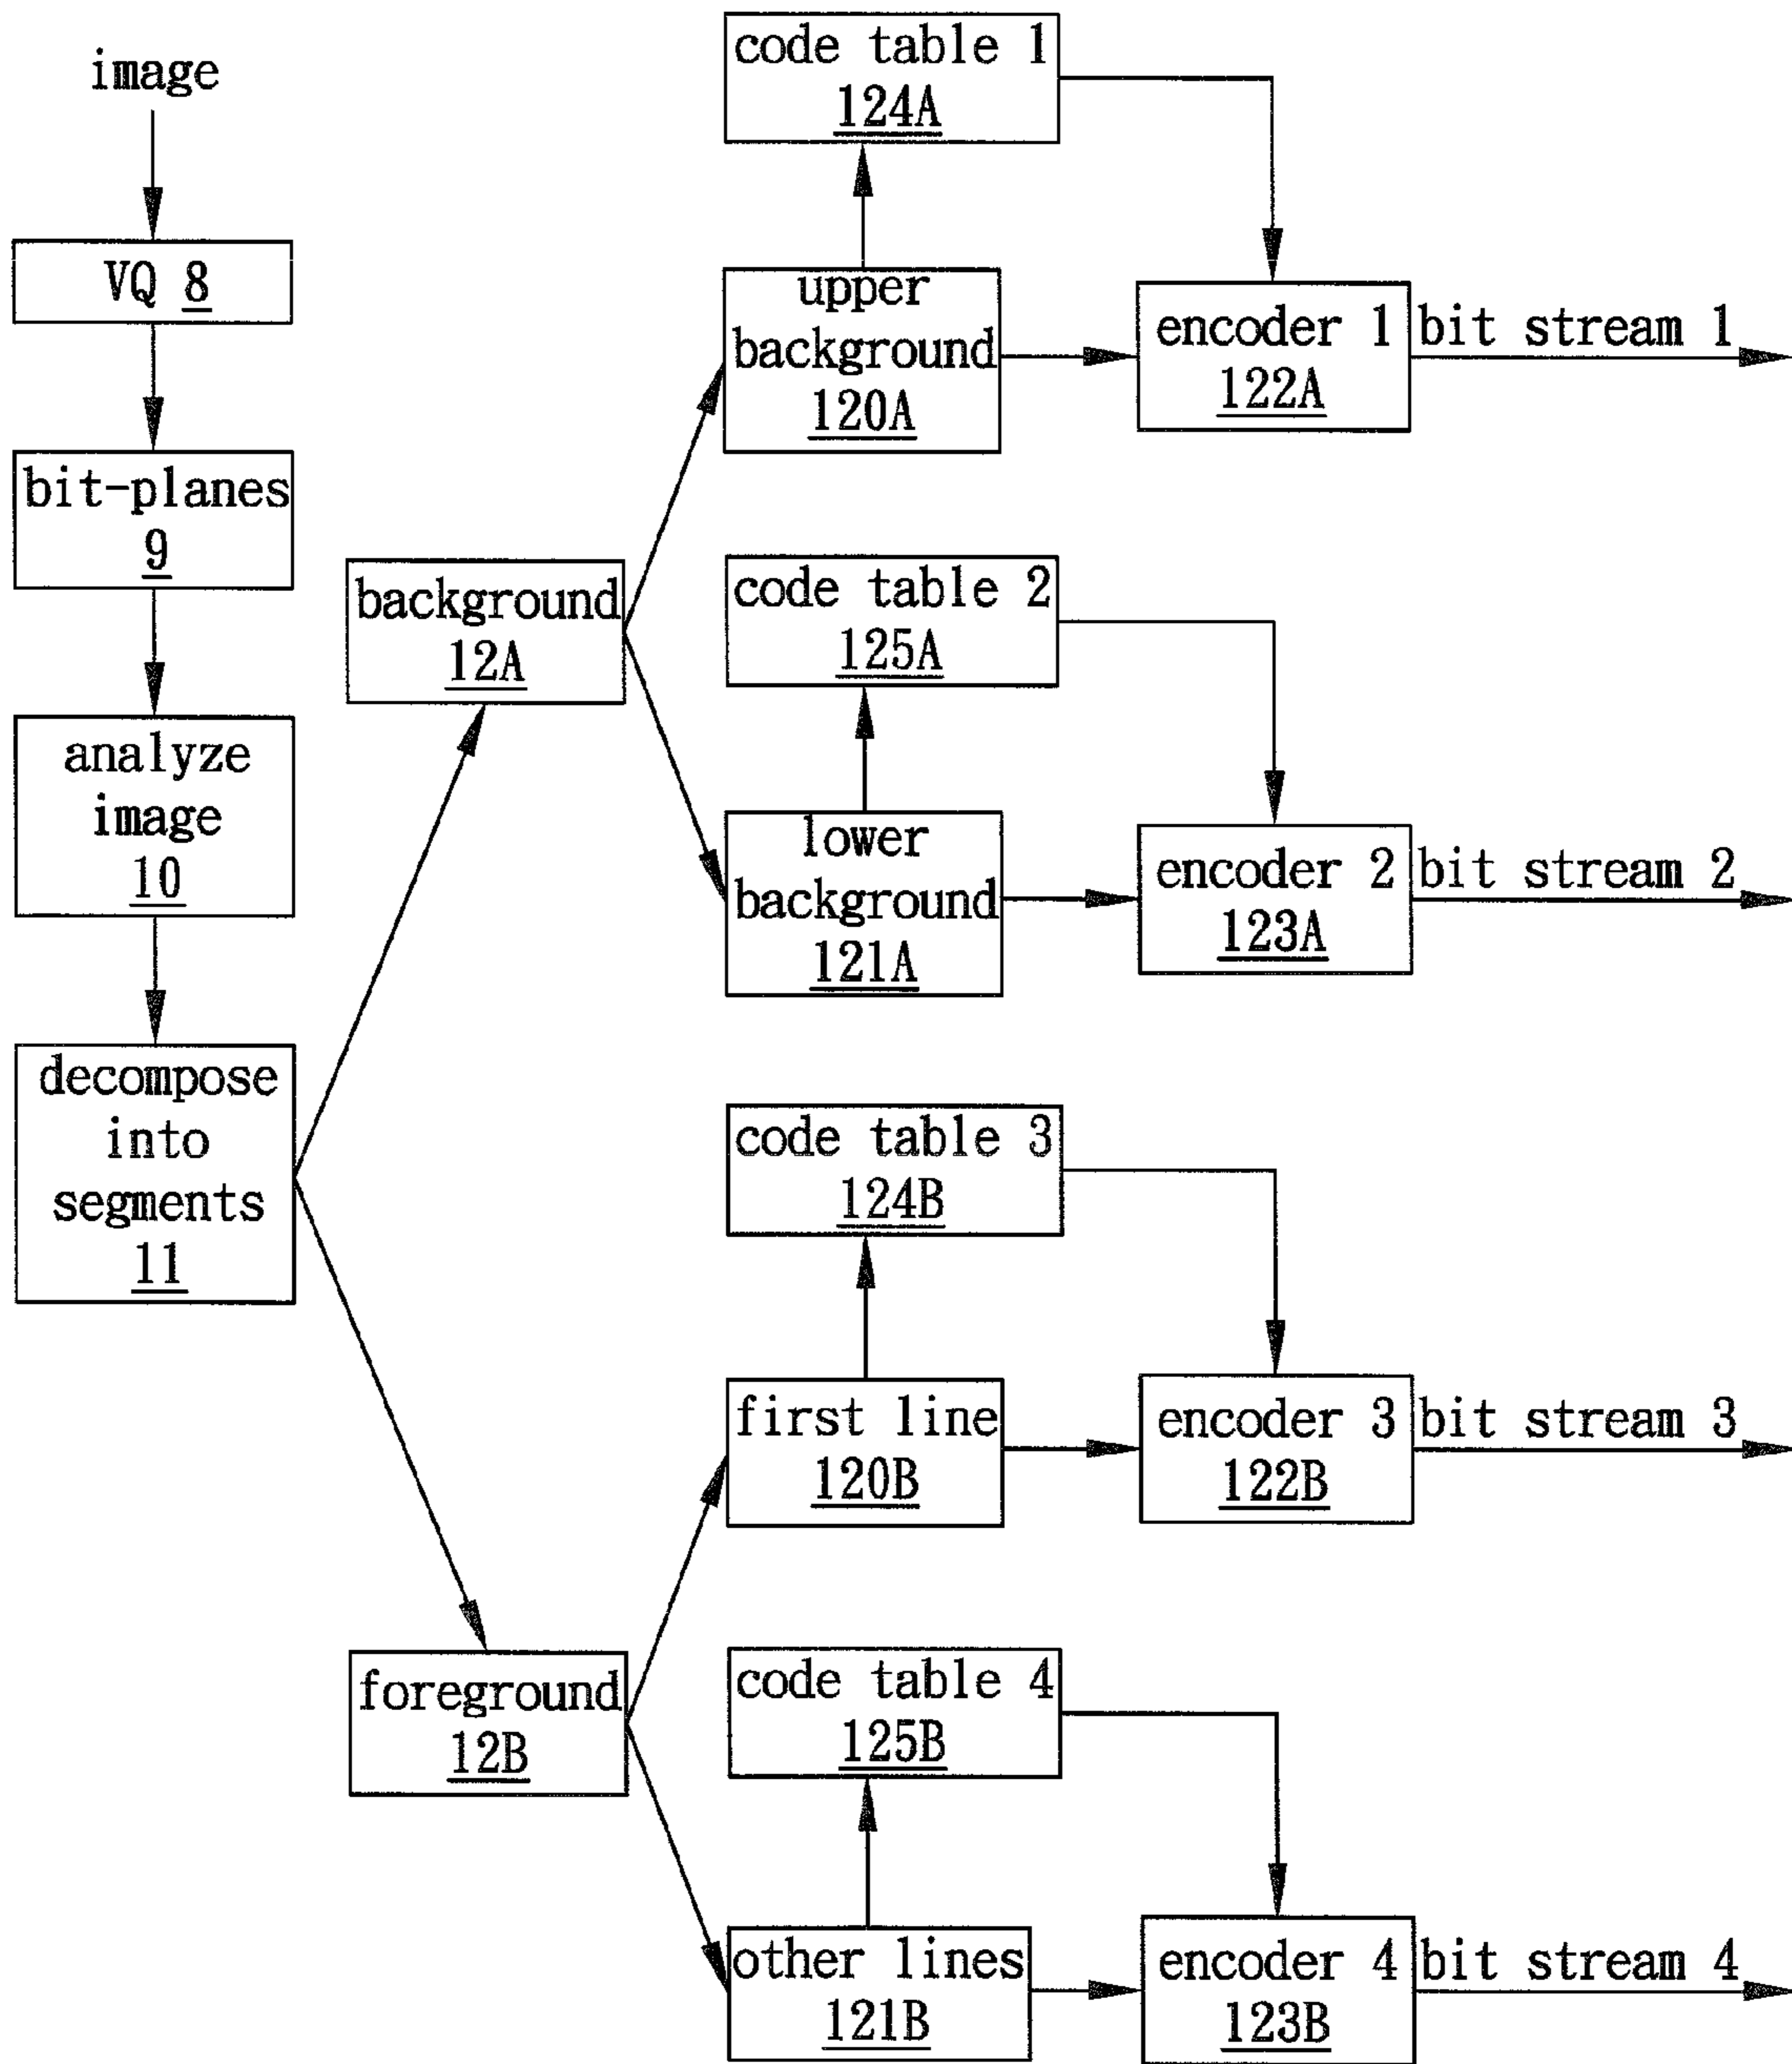 image
VQ 8
bit-planes
9
analyze
image
10
decompose
into
segments
11
background
12A
foreground
12B
code table 1
124A
upper
background
120A
encoder 1
122A
bit stream 1
code table 2
125A
lower
background
121A
encoder 2
123A
bit stream 2
code table 3
124B
first line
120B
encoder 3
122B
bit stream 3
code table 4
125B
other lines
121B
encoder 4
123B
bit stream 4